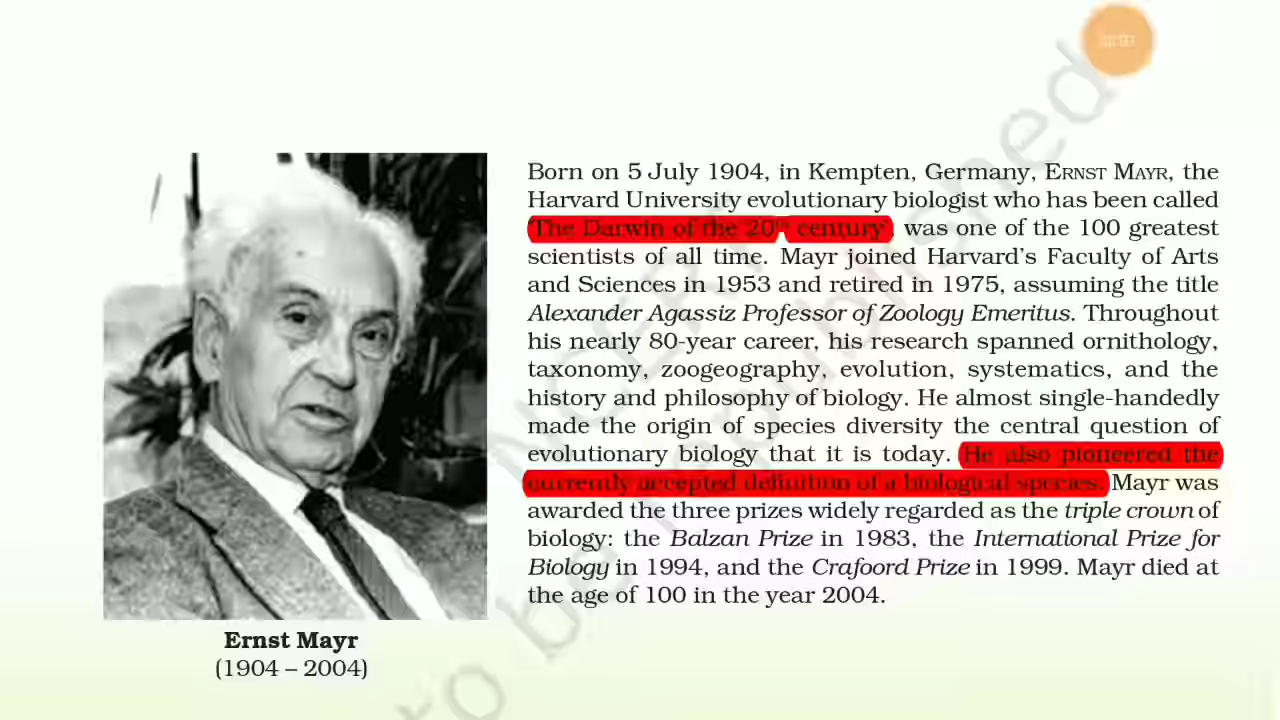 Born on 5 July 1904, in Kempten, Germany, ERNST MAYR, the
Harvard University evolutionary biologist who has been called
'The Darwin of the 20th century', was one of the 100 greatest
scientists of all time. Mayr joined Harvard's Faculty of Arts
and Sciences in 1953 and retired in 1975, assuming the title
Alexander Agassiz Professor of Zoology Emeritus. Throughout
his nearly 80-year career, his research spanned ornithology,
taxonomy, zoogeography, evolution, systematics, and the
history and philosophy of biology. He almost single-handedly
made the origin of species diversity the central question of
evolutionary biology that it is today. He also pioneered the
currently accepted definition of a biological species. Mayr was
awarded the three prizes widely regarded as the triple crown of
biology: the Balzan Prize in 1983, the International Prize for
Biology in 1994, and the Crafoord Prize in 1999. Mayr died at
the age of 100 in the year 2004.
Ernst Mayr
(1904 – 2004)